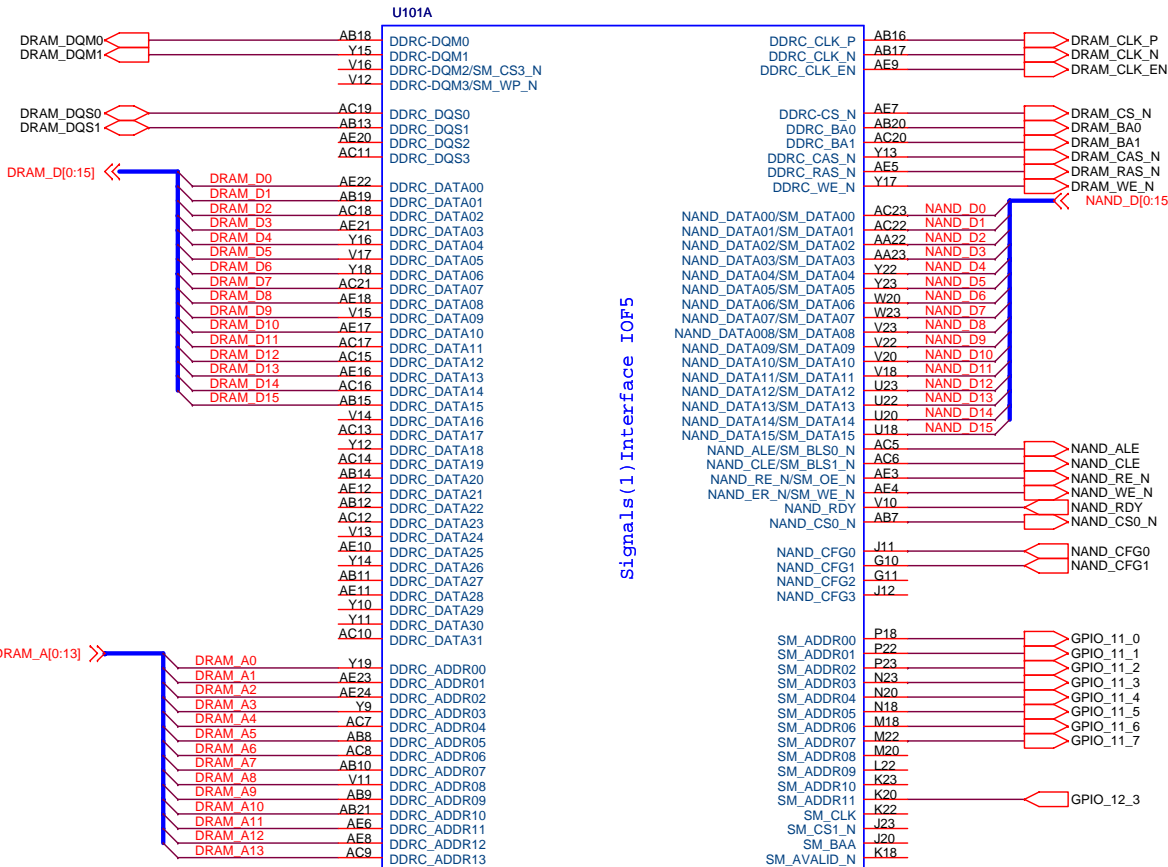 U101A
DRAM_DQM0 AB18 DDRC-DQM0
DRAM_DQM1 Y15 DDRC-DQM1
V16 DDRC-DQM2/SM_CS3_N
V12 DDRC-DQM3/SM_WP_N
DRAM_DQS0 AC19 DDRC_DQS0
DRAM_DQS1 AB13 DDRC_DQS1
AE20 DDRC_DQS2
AC11 DDRC_DQS3
DRAM_D[0:15]
DRAM_D0 AE22 DDRC_DATA00
DRAM_D1 AB19 DDRC_DATA01
DRAM_D2 AC18 DDRC_DATA02
DRAM_D3 AE21 DDRC_DATA03
DRAM_D4 Y16 DDRC_DATA04
DRAM_D5 V17 DDRC_DATA05
DRAM_D6 Y18 DDRC_DATA06
DRAM_D7 AC21 DDRC_DATA07
DRAM_D8 AE18 DDRC_DATA08
DRAM_D9 V15 DDRC_DATA09
DRAM_D10 AE17 DDRC_DATA10
DRAM_D11 AC17 DDRC_DATA11
DRAM_D12 AC15 DDRC_DATA12
DRAM_D13 AE16 DDRC_DATA13
DRAM_D14 AC16 DDRC_DATA14
DRAM_D15 AB15 DDRC_DATA15
V14 DDRC_DATA16
AC13 DDRC_DATA17
Y12 DDRC_DATA18
AC14 DDRC_DATA19
AB14 DDRC_DATA20
AE12 DDRC_DATA21
AB12 DDRC_DATA22
AC12 DDRC_DATA23
V13 DDRC_DATA24
AE10 DDRC_DATA25
Y14 DDRC_DATA26
AB11 DDRC_DATA27
AE11 DDRC_DATA28
Y10 DDRC_DATA29
Y11 DDRC_DATA30
AC10 DDRC_DATA31
DRAM_A[0:13]
DRAM_A0 Y19 DDRC_ADDR00
DRAM_A1 AE23 DDRC_ADDR01
DRAM_A2 AE24 DDRC_ADDR02
DRAM_A3 Y9 DDRC_ADDR03
DRAM_A4 AC7 DDRC_ADDR04
DRAM_A5 AB8 DDRC_ADDR05
DRAM_A6 AC8 DDRC_ADDR06
DRAM_A7 AB10 DDRC_ADDR07
DRAM_A8 V11 DDRC_ADDR08
DRAM_A9 AB9 DDRC_ADDR09
DRAM_A10 AB21 DDRC_ADDR10
DRAM_A11 AE6 DDRC_ADDR11
DRAM_A12 AE8 DDRC_ADDR12
DRAM_A13 AC9 DDRC_ADDR13
Signals(1)Interface IOF5
DDRC_CLK_P AB16 DRAM_CLK_P
DDRC_CLK_N AB17 DRAM_CLK_N
DDRC_CLK_EN AE9 DRAM_CLK_EN
DDRC-CS_N AE7 DRAM_CS_N
DDRC_BA0 AB20 DRAM_BA0
DDRC_BA1 AC20 DRAM_BA1
DDRC_CAS_N Y13 DRAM_CAS_N
DDRC_RAS_N AE5 DRAM_RAS_N
DDRC_WE_N Y17 DRAM_WE_N
NAND_D[0:15
NAND_DATA00/SM_DATA00 AC23 NAND_D0
NAND_DATA01/SM_DATA01 AC22 NAND_D1
NAND_DATA02/SM_DATA02 AA22 NAND_D2
NAND_DATA03/SM_DATA03 AA23 NAND_D3
NAND_DATA04/SM_DATA04 Y22 NAND_D4
NAND_DATA05/SM_DATA05 Y23 NAND_D5
NAND_DATA06/SM_DATA06 W20 NAND_D6
NAND_DATA07/SM_DATA07 W23 NAND_D7
NAND_DATA008/SM_DATA08 V23 NAND_D8
NAND_DATA09/SM_DATA09 V22 NAND_D9
NAND_DATA10/SM_DATA10 V20 NAND_D10
NAND_DATA11/SM_DATA11 V18 NAND_D11
NAND_DATA12/SM_DATA12 U23 NAND_D12
NAND_DATA13/SM_DATA13 U22 NAND_D13
NAND_DATA14/SM_DATA14 U20 NAND_D14
NAND_DATA15/SM_DATA15 U18 NAND_D15
NAND_ALE/SM_BLS0_N AC5 NAND_ALE
NAND_CLE/SM_BLS1_N AC6 NAND_CLE
NAND_RE_N/SM_OE_N AE3 NAND_RE_N
NAND_ER_N/SM_WE_N AE4 NAND_WE_N
NAND_RDY V10 NAND_RDY
NAND_CS0_N AB7 NAND_CS0_N
NAND_CFG0 J11 NAND_CFG0
NAND_CFG1 G10 NAND_CFG1
NAND_CFG2 G11
NAND_CFG3 J12
SM_ADDR00 P18 GPIO_11_0
SM_ADDR01 P22 GPIO_11_1
SM_ADDR02 P23 GPIO_11_2
SM_ADDR03 N23 GPIO_11_3
SM_ADDR04 N20 GPIO_11_4
SM_ADDR05 N18 GPIO_11_5
SM_ADDR06 M18 GPIO_11_6
SM_ADDR07 M22 GPIO_11_7
SM_ADDR08 M20
SM_ADDR09 L22
SM_ADDR10 K23
SM_ADDR11 K20 GPIO_12_3
SM_CLK K22
SM_CS1_N J23
SM_BAA J20
SM_AVALID_N K18